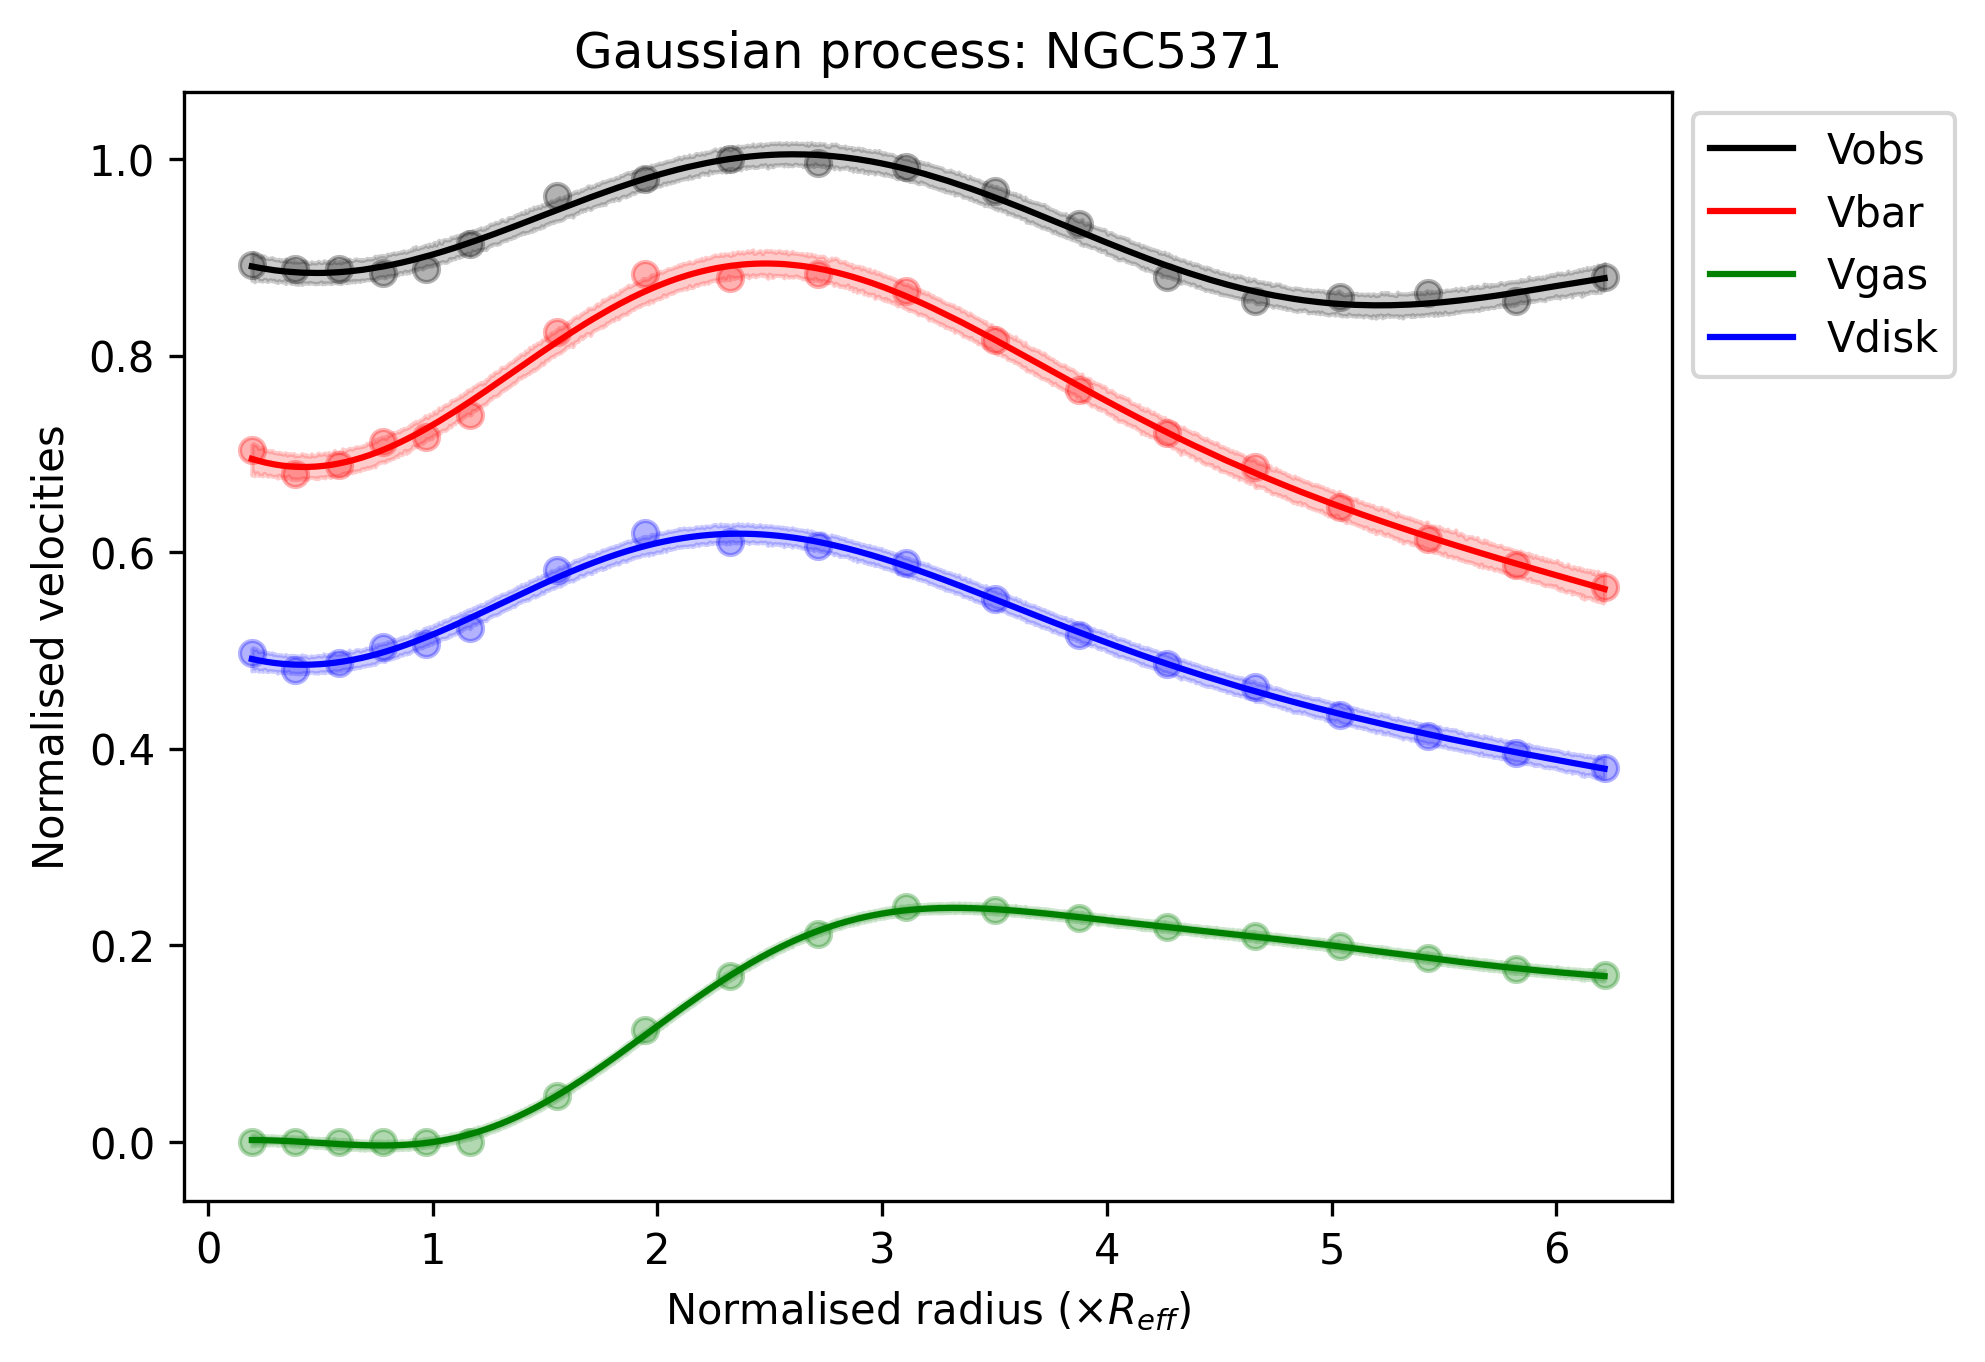 Gaussian process: NGC5371
Vobs
Vbar
Vgas
Vdisk
Normalised velocities
1.0
0.8
0.6
0.4
0.2
0.0
0 1 2 3 4 5 6
Normalised radius (×R_eff)